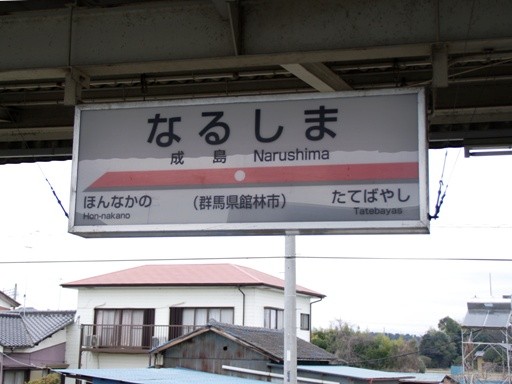 なるしま
成島 Narushima
ほんなかの (群馬県館林市) たてばやし
Hon-nakano Tatebayas